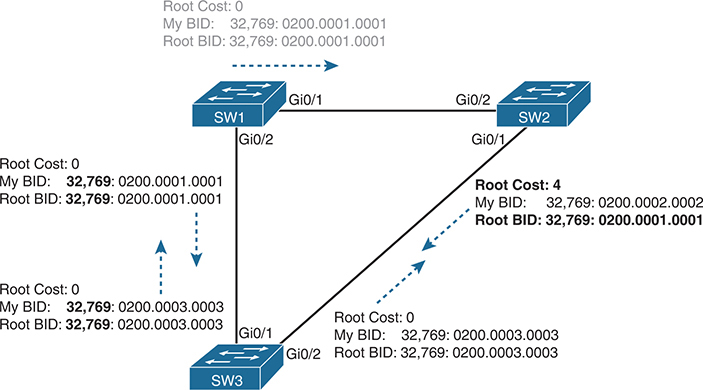 Root Cost: 0
My BID: 32,769: 0200.0001.0001
Root BID: 32,769: 0200.0001.0001
Gi0/1
Gi0/2
SW1
SW2
Gi0/2
Gi0/1
Root Cost: 0
My BID: 32,769: 0200.0001.0001
Root BID: 32,769: 0200.0001.0001
Root Cost: 4
My BID: 32,769: 0200.0002.0002
Root BID: 32,769: 0200.0001.0001
Root Cost: 0
My BID: 32,769: 0200.0003.0003
Root BID: 32,769: 0200.0003.0003
Root Cost: 0
My BID: 32,769: 0200.0003.0003
Root BID: 32,769: 0200.0003.0003
Gi0/1
Gi0/2
SW3